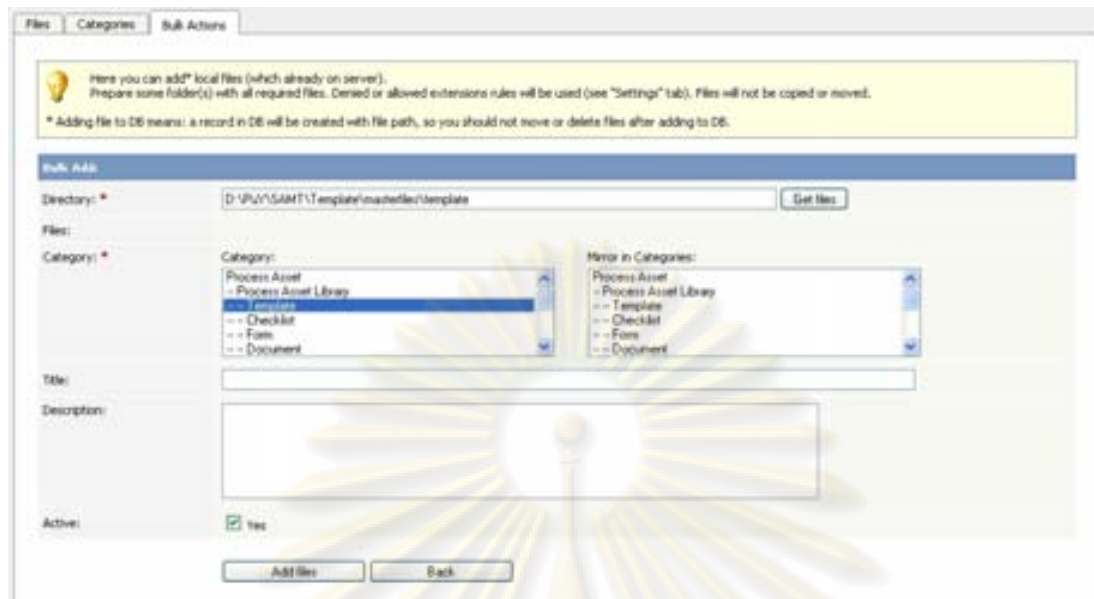 Files Categories Bulk Actions
Here you can add* local files (which already on server).
Prepare some folder(s) with all required files. Denied or allowed extensions rules will be used (see "Settings" tab). Files will not be copied or moved.
* Adding file to DB means: a record in DB will be created with file path, so you should not move or delete files after adding to DB.
Bulk Add:
Directory: * D:\PUY\SAMT\Template\masterfiles\template Get files
Files:
Category: * Category: Mirror in Categories:
Process Asset Process Asset
- Process Asset Library - Process Asset Library
- - Template - - Template
- - Checklist - - Checklist
- - Form - - Form
- - Document - - Document
Title:
Description:
Active: Yes
Add files Back